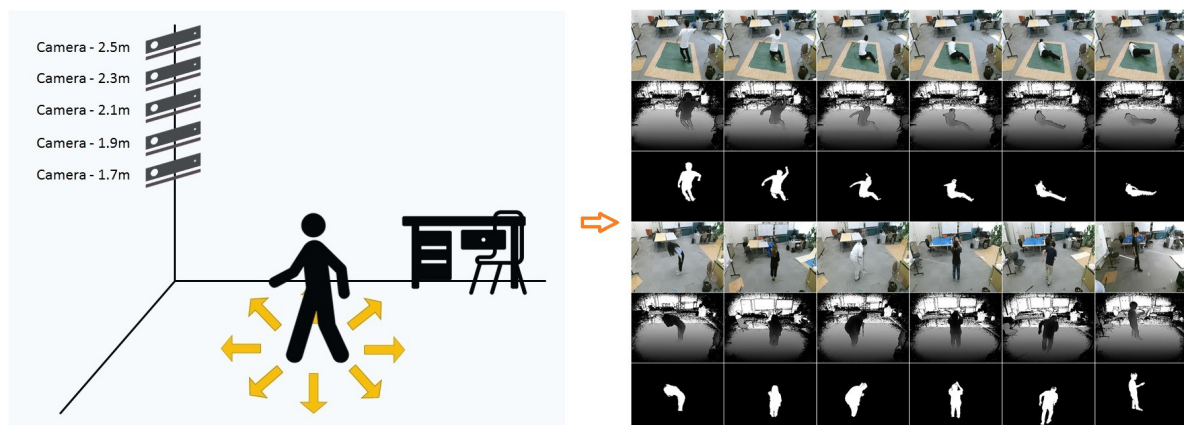 Camera - 2.5m
Camera - 2.3m
Camera - 2.1m
Camera - 1.9m
Camera - 1.7m